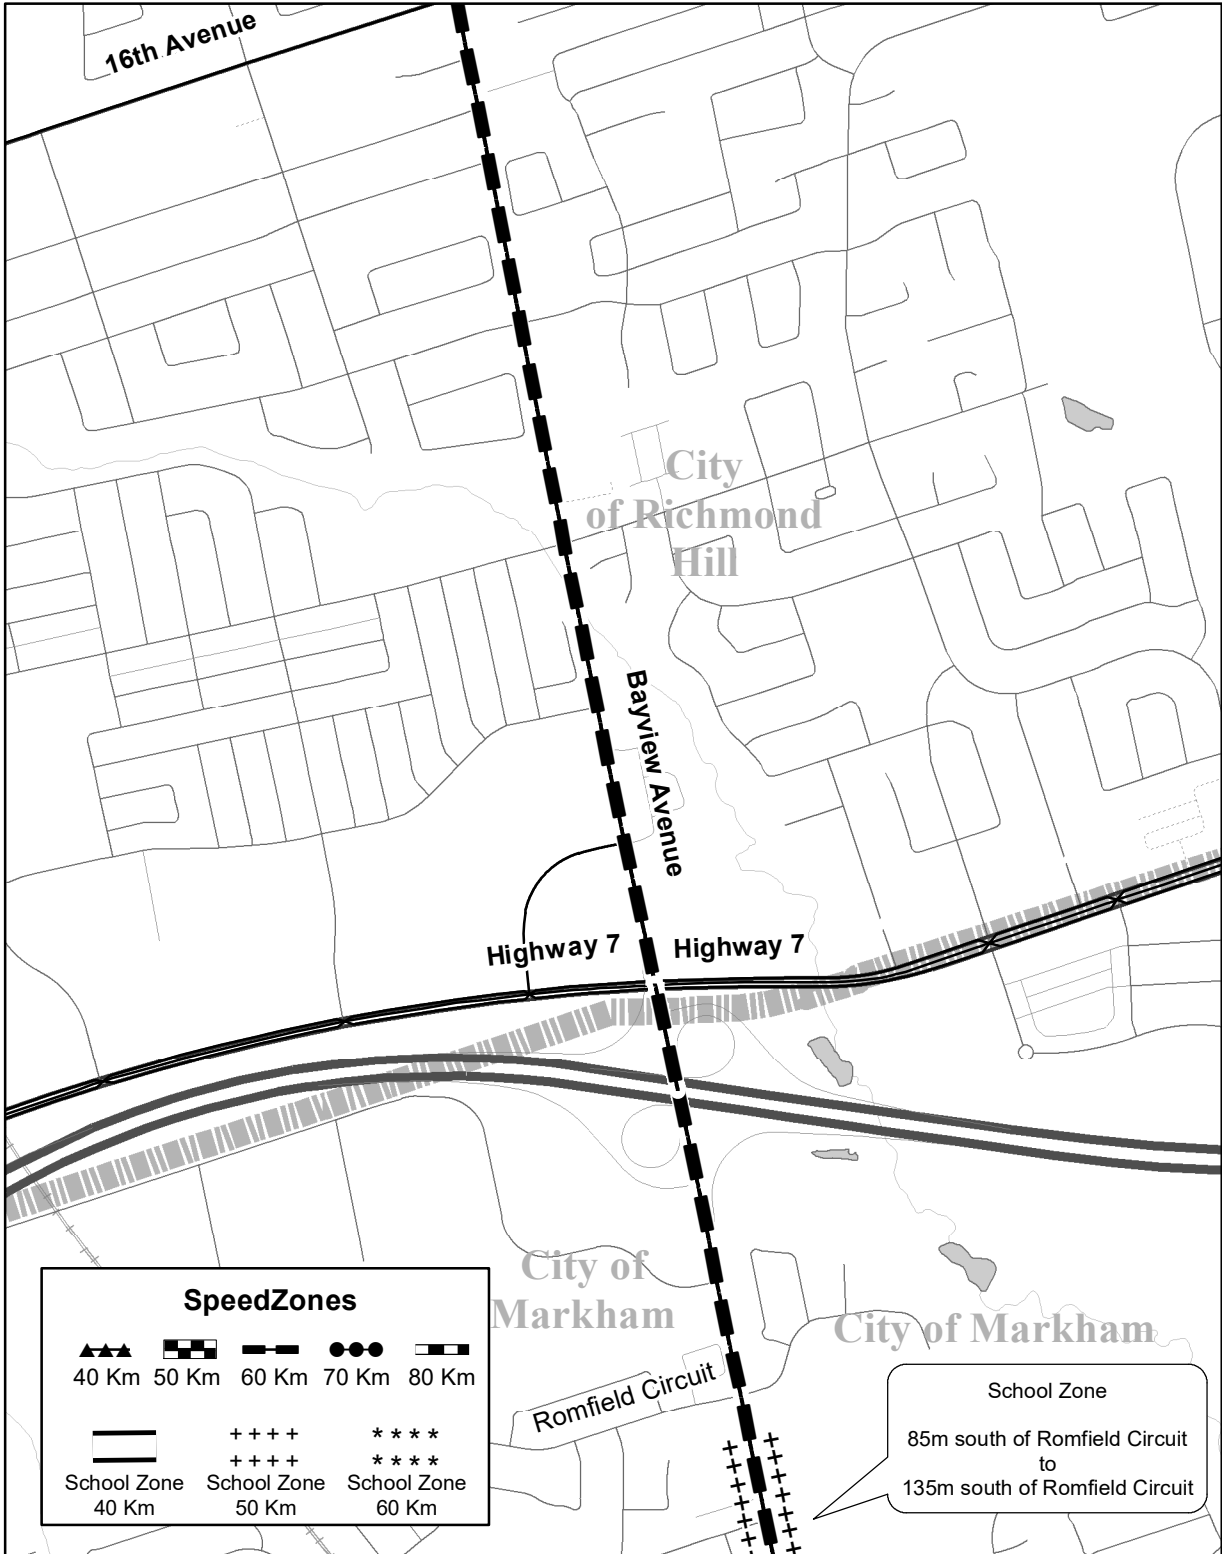 16th Avenue
City
of Richmond
Hill
Bayview Avenue
Highway 7
Highway 7
City of
Markham
City of Markham
Romfield Circuit
SpeedZones
40 Km 50 Km 60 Km 70 Km 80 Km
School Zone School Zone School Zone
40 Km 50 Km 60 Km
School Zone
85m south of Romfield Circuit
to
135m south of Romfield Circuit